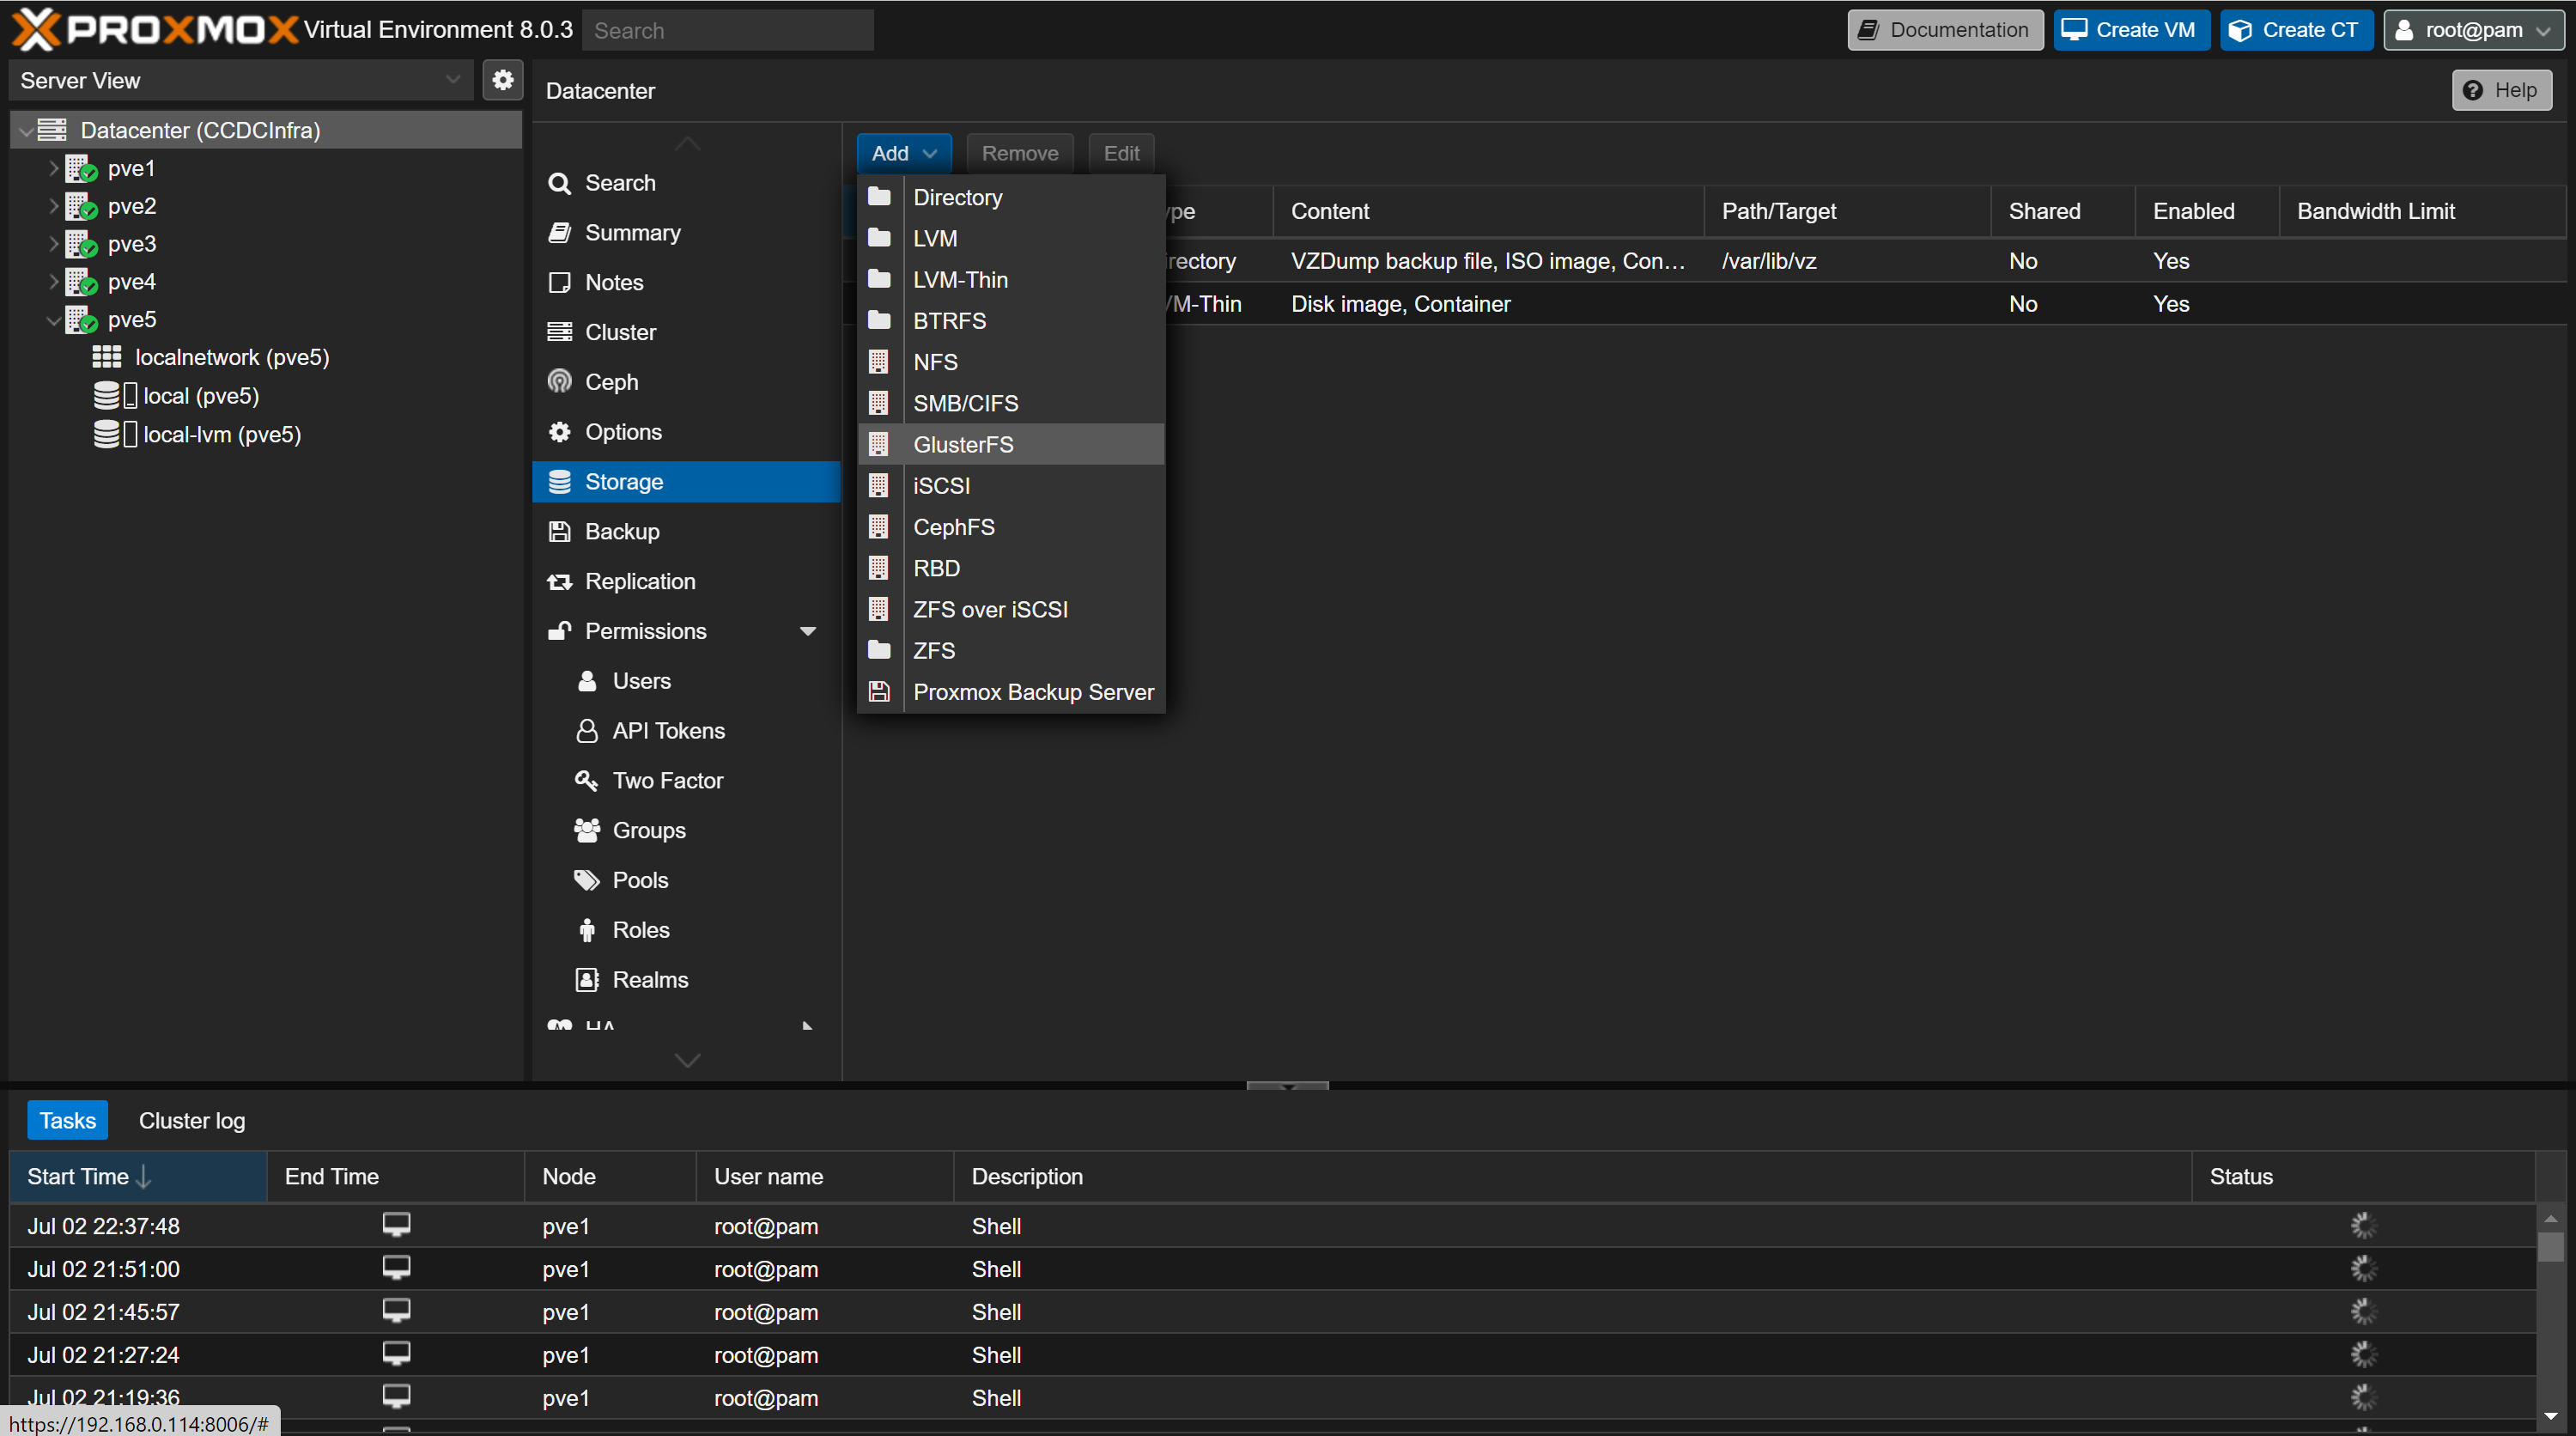 PROXMOX Virtual Environment 8.0.3 Search Documentation Create VM Create CT root@pam
Server View
Datacenter Help
Datacenter (CCDCInfra)
pve1
pve2
pve3
pve4
pve5
localnetwork (pve5)
local (pve5)
local-lvm (pve5)
Search
Summary
Notes
Cluster
Ceph
Options
Storage
Backup
Replication
Permissions
Users
API Tokens
Two Factor
Groups
Pools
Roles
Realms
HA
Add Remove Edit
Directory
LVM
LVM-Thin
BTRFS
NFS
SMB/CIFS
GlusterFS
iSCSI
CephFS
RBD
ZFS over iSCSI
ZFS
Proxmox Backup Server
Content Path/Target Shared Enabled Bandwidth Limit
VZDump backup file, ISO image, Con... /var/lib/vz No Yes
Disk image, Container No Yes
Tasks Cluster log
Start Time End Time Node User name Description Status
Jul 02 22:37:48 pve1 root@pam Shell
Jul 02 21:51:00 pve1 root@pam Shell
Jul 02 21:45:57 pve1 root@pam Shell
Jul 02 21:27:24 pve1 root@pam Shell
Jul 02 21:19:36 pve1 root@pam Shell
https://192.168.0.114:8006/#